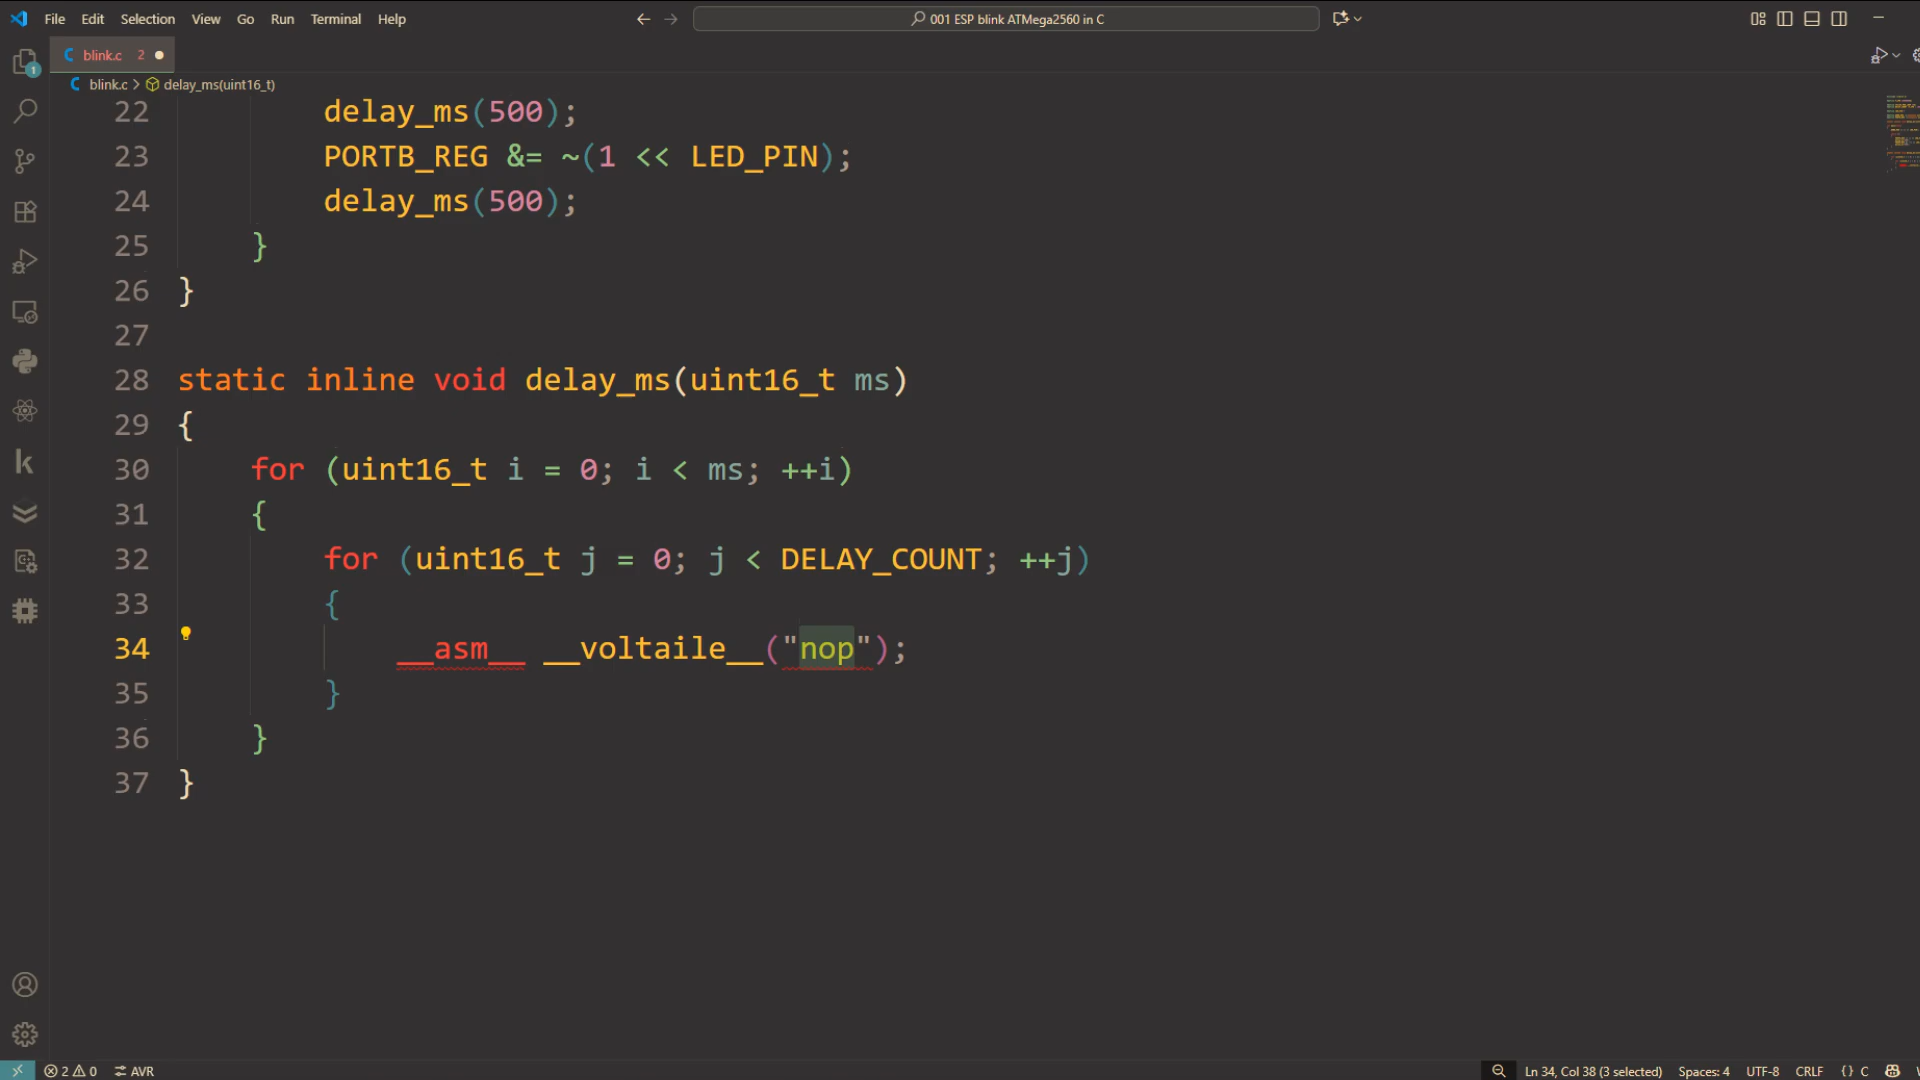 File Edit Selection View Go Run Terminal Help
001 ESP blink ATMega2560 in C
blink.c 2
blink.c > delay_ms(uint16_t)
22 delay_ms(500);
23 PORTB_REG &= ~(1 << LED_PIN);
24 delay_ms(500);
25 }
26 }
27
28 static inline void delay_ms(uint16_t ms)
29 {
30 for (uint16_t i = 0; i < ms; ++i)
31 {
32 for (uint16_t j = 0; j < DELAY_COUNT; ++j)
33 {
34 __asm__ __voltaile__("nop");
35 }
36 }
37 }
1
k
2 0 AVR
Ln 34, Col 38 (3 selected) Spaces: 4 UTF-8 CRLF {} C